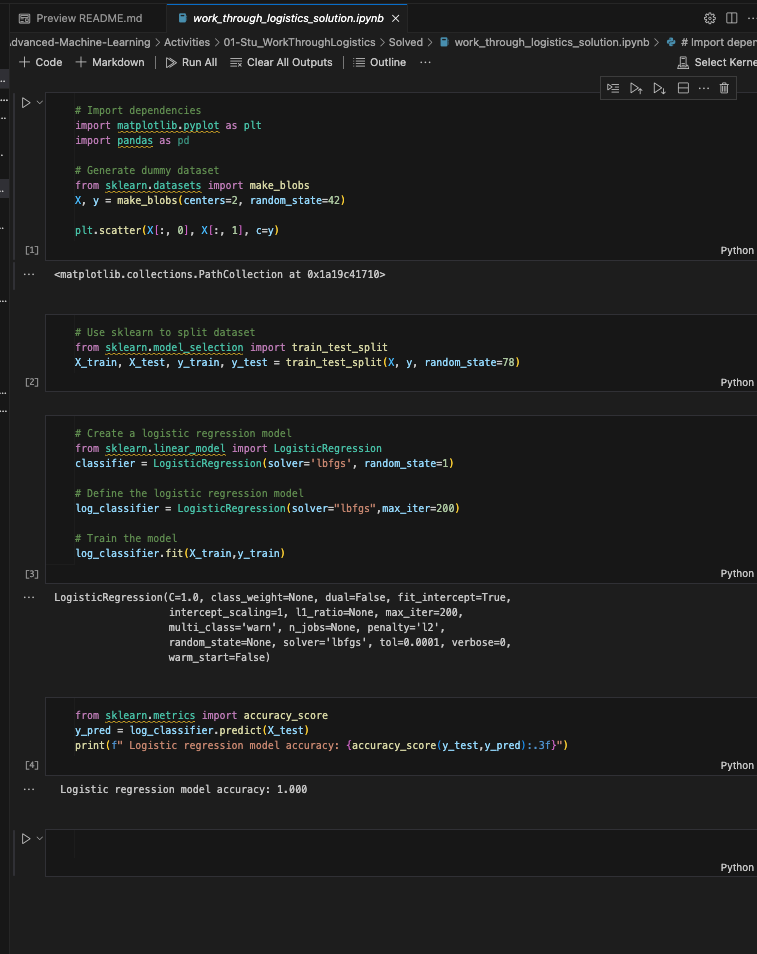 Preview README.md
work_through_logistics_solution.ipynb
dvanced-Machine-Learning > Activities > 01-Stu_WorkThroughLogistics > Solved > work_through_logistics_solution.ipynb > # Import deper
+ Code + Markdown Run All Clear All Outputs Outline ··· Select Kerne
# Import dependencies
import matplotlib.pyplot as plt
import pandas as pd
# Generate dummy dataset
from sklearn.datasets import make_blobs
X, y = make_blobs(centers=2, random_state=42)
plt.scatter(X[:, 0], X[:, 1], c=y)
[1]
Python
<matplotlib.collections.PathCollection at 0x1a19c41710>
# Use sklearn to split dataset
from sklearn.model_selection import train_test_split
X_train, X_test, y_train, y_test = train_test_split(X, y, random_state=78)
[2]
Python
# Create a logistic regression model
from sklearn.linear_model import LogisticRegression
classifier = LogisticRegression(solver='lbfgs', random_state=1)
# Define the logistic regression model
log_classifier = LogisticRegression(solver="lbfgs",max_iter=200)
# Train the model
log_classifier.fit(X_train,y_train)
[3]
Python
LogisticRegression(C=1.0, class_weight=None, dual=False, fit_intercept=True,
intercept_scaling=1, l1_ratio=None, max_iter=200,
multi_class='warn', n_jobs=None, penalty='l2',
random_state=None, solver='lbfgs', tol=0.0001, verbose=0,
warm_start=False)
from sklearn.metrics import accuracy_score
y_pred = log_classifier.predict(X_test)
print(f" Logistic regression model accuracy: {accuracy_score(y_test,y_pred):.3f}")
[4]
Python
Logistic regression model accuracy: 1.000
Python